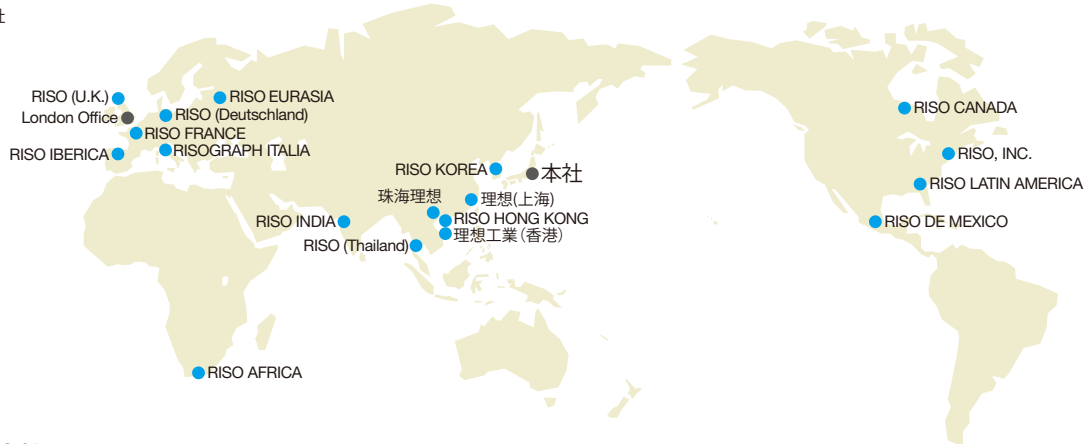 社
RISO (U.K.)
RISO EURASIA
London Office
RISO (Deutschland)
RISO FRANCE
RISO IBERICA
RISOGRAPH ITALIA
RISO KOREA
本社
珠海理想
理想(上海)
RISO INDIA
RISO HONG KONG
理想工業(香港)
RISO (Thailand)
RISO AFRICA
RISO CANADA
RISO, INC.
RISO LATIN AMERICA
RISO DE MEXICO